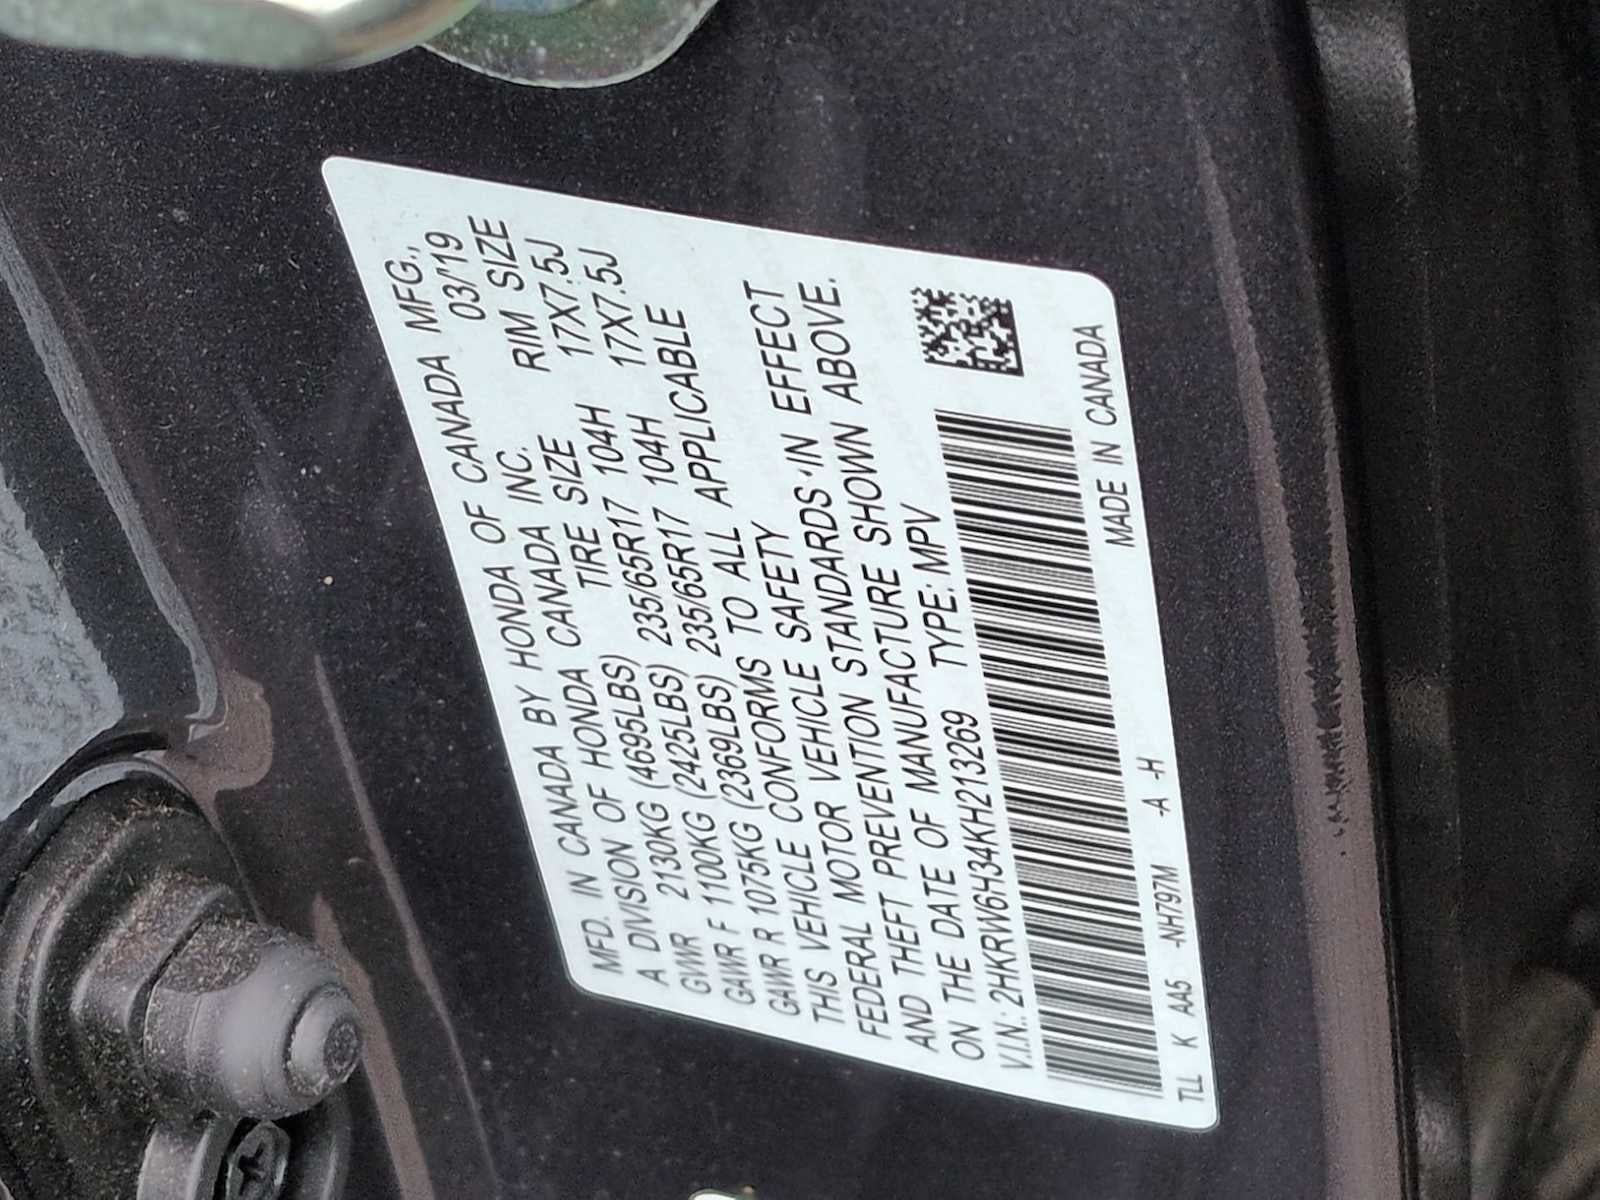 MFD. IN CANADA BY HONDA OF CANADA MFG.,
A DIVISION OF HONDA CANADA INC. 03/'19
GVWR 2130KG (4695LBS) TIRE SIZE RIM SIZE
GAWR F 1100KG (2425LBS) 235/65R17 104H 17X7.5J
GAWR R 1075KG (2369LBS) 235/65R17 104H 17X7.5J
THIS VEHICLE CONFORMS TO ALL APPLICABLE
FEDERAL MOTOR VEHICLE SAFETY
AND THEFT PREVENTION STANDARDS IN EFFECT
ON THE DATE OF MANUFACTURE SHOWN ABOVE.
V.I.N.: 2HKRW6H34KH213269 TYPE: MPV
TLL K AA5 -NH797M -A -H MADE IN CANADA